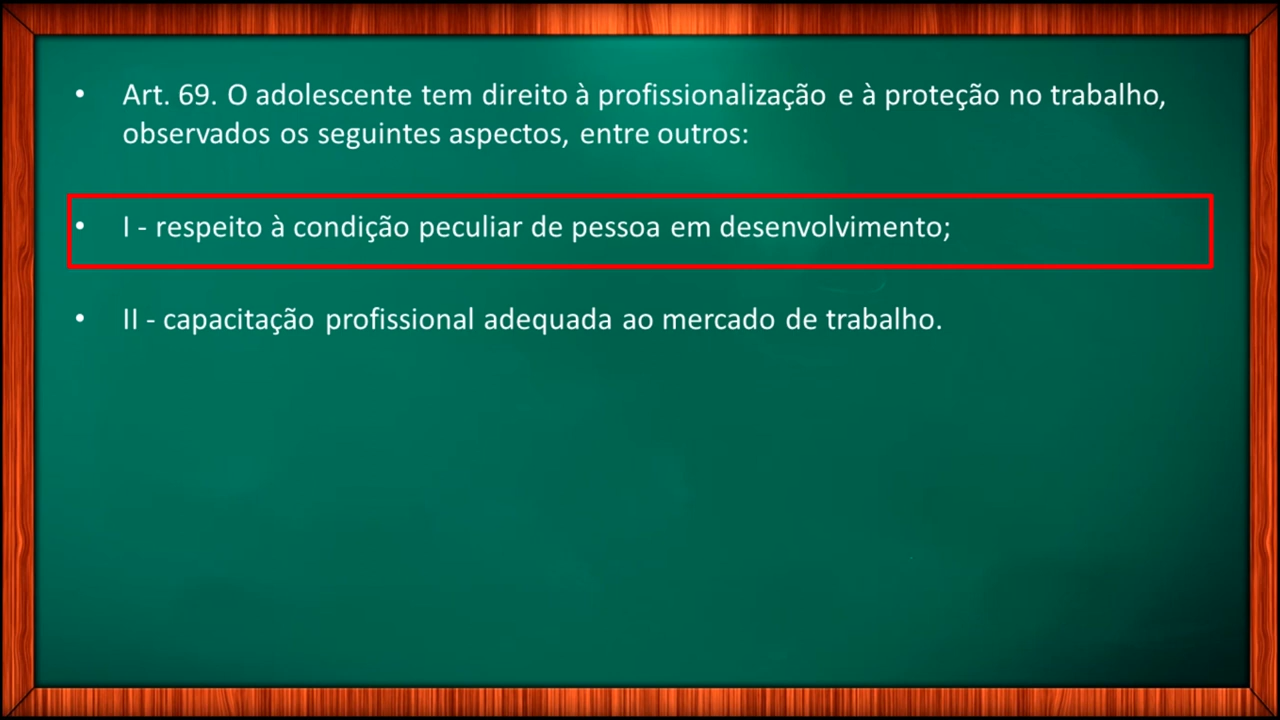 • Art. 69. O adolescente tem direito à profissionalização e à proteção no trabalho,
observados os seguintes aspectos, entre outros:
• I - respeito à condição peculiar de pessoa em desenvolvimento;
• II - capacitação profissional adequada ao mercado de trabalho.